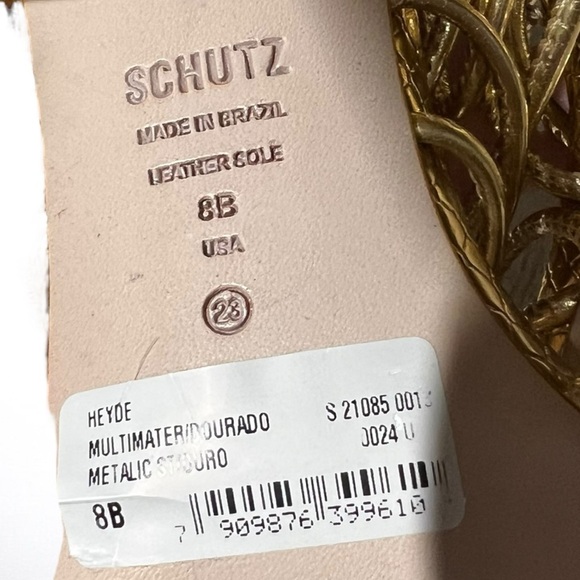 SCHUTZ
MADE IN BRAZIL
LEATHER SOLE
8B
USA
23
HEYDE
MULTIMATER/DOURADO
METALIC
S 21085 001
0024 U
8B
7 909876 399610